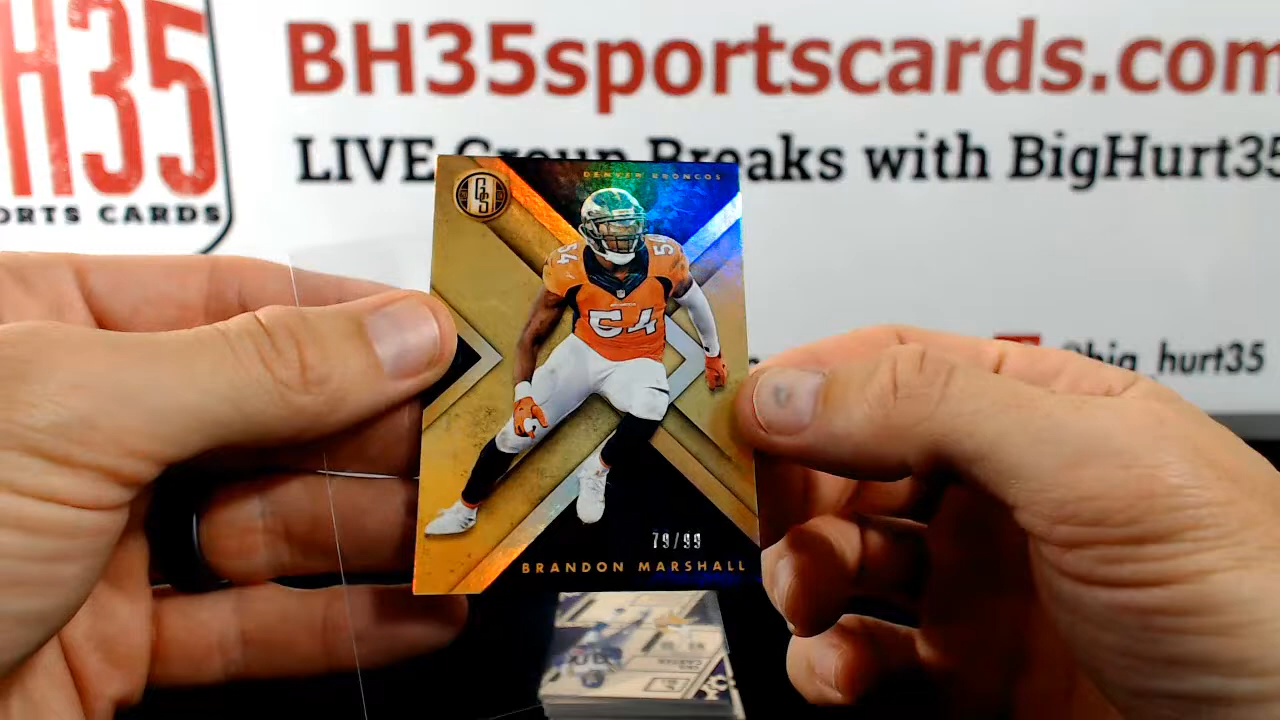 H35
ORTS CARDS
BH35sportscards.com
LIVE Group Breaks with BigHurt35
@big_hurt35
GS
DENVER BRONCOS
54
54
54
79/99
BRANDON MARSHALL